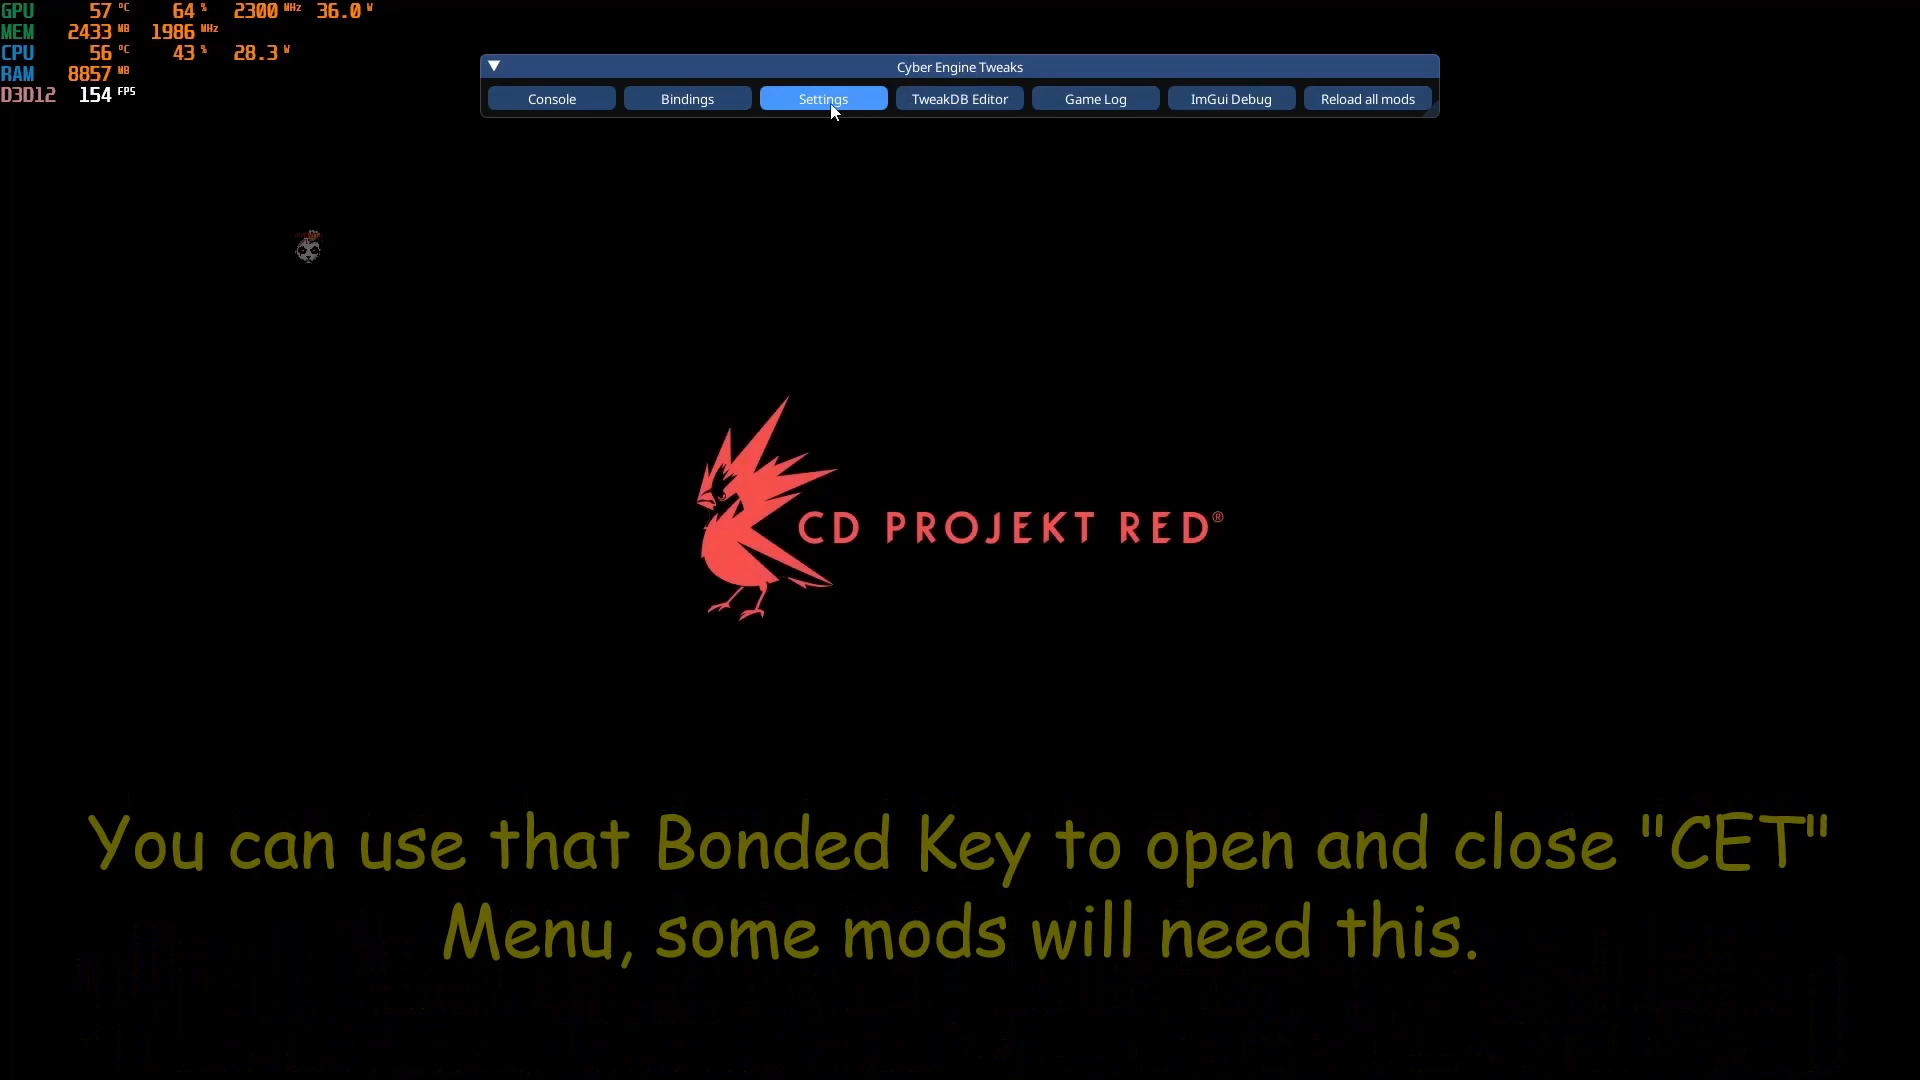 GPU 57 °C 64 % 2300 MHz 36.0 W
MEM 2433 MB 1986 MHz
CPU 56 °C 43 % 28.3 W
RAM 8857 MB
D3D12 154 FPS
Cyber Engine Tweaks
Console Bindings Settings TweakDB Editor Game Log ImGui Debug Reload all mods
CD PROJEKT RED®
You can use that Bonded Key to open and close "CET"
Menu, some mods will need this.